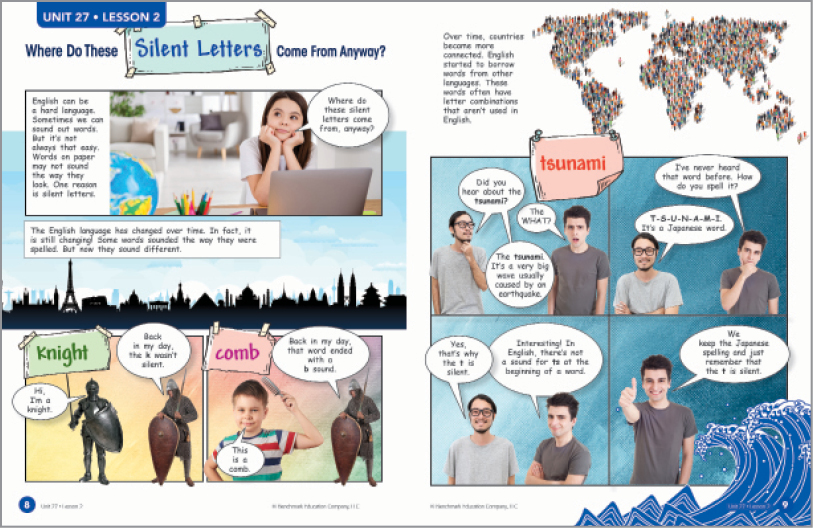 UNIT 27 • LESSON 2
Where Do These
Silent Letters
Come From Anyway?
English can be
a hard language.
Sometimes we can
sound out words.
But it's not
always that easy.
Words on paper
may not sound
the way they
look. One reason
is silent letters.
Where do
these silent
letters come
from, anyway?
The English language has changed over time. In fact, it
is still changing! Some words sounded the way they were
spelled. But now they sound different.
knight
Hi,
I'm a
knight.
Back
in my day,
the k wasn't
silent.
comb
This
is a
comb.
Back in my day,
that word ended
with a
b sound.
8
Unit 27 • Lesson 2
© Benchmark Education Company, LLC
Over time, countries
became more
connected. English
started to borrow
words from other
languages. These
words often have
letter combinations
that aren't used in
English.
tsunami
Did you
hear about the
tsunami?
The
WHAT?
The tsunami.
It's a very big
wave usually
caused by an
earthquake.
I've never heard
that word before. How
do you spell it?
T-S-U-N-A-M-I.
It's a Japanese word.
Yes,
that's why
the t is
silent.
Interesting! In
English, there's not
a sound for ts at the
beginning of a word.
We
keep the Japanese
spelling and just
remember that
the t is silent.
© Benchmark Education Company, LLC
Unit 27 • Lesson 2
9